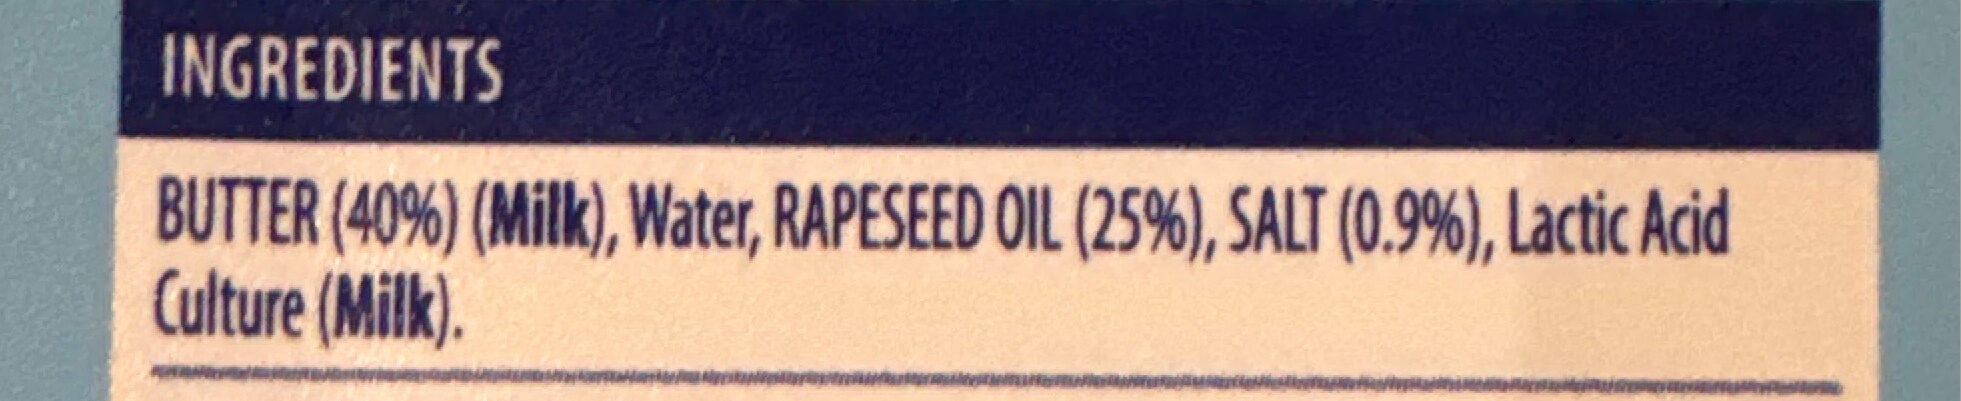 INGREDIENTS
BUTTER (40%) (Milk), Water, RAPESEED OIL (25%), SALT (0.9%), Lactic Acid
Culture (Milk).